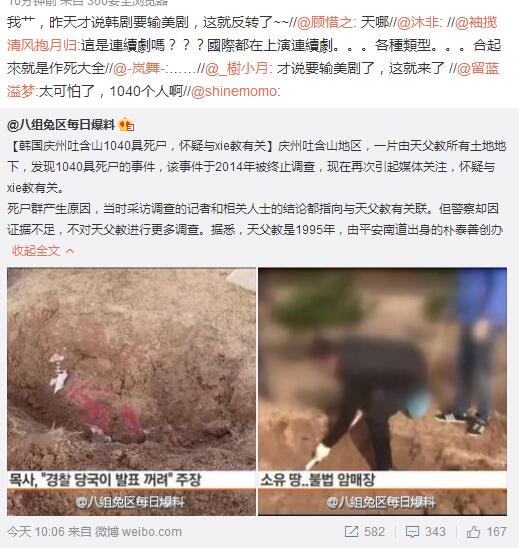 10分钟前 来自 360安全浏览器
我艹，昨天才说韩剧要输美剧，这就反转了~~//@顾惜之: 天哪//@沐非: //@袖揽
清风抱月归:這是連續劇嗎？？？國際都在上演連續劇。。。各種類型。。。合起
來就是作死大全//@-岚舞-:……//@_樹小月: 才说要输美了，这就来了 //@留蓝
溢梦:太可怕了，1040个人啊//@shinemomo:
@八组兔区每日爆料
【韩国庆州吐含山1040具死尸，怀疑与xie教有关】庆州吐含山地区，一片由天父教所有土地地
下，发现1040具死尸的事件，该事件于2014年被终止调查，现在再次引起媒体关注，怀疑与
xie教有关。
死尸群产生原因，当时采访调查的记者和相关人士的结论都指向与天父教有关联。但警察却因
证据不足，不对天父教进行更多调查。据悉，天父教是1995年，由平安南道出身的朴泰善创办
收起全文
목사, "경찰 당국이 발표 꺼려" 주장
@八组兔区每日爆料
소유 땅..불법 암매장
@八组兔区每日爆料
今天 10:06 来自 微博 weibo.com
582
343
167